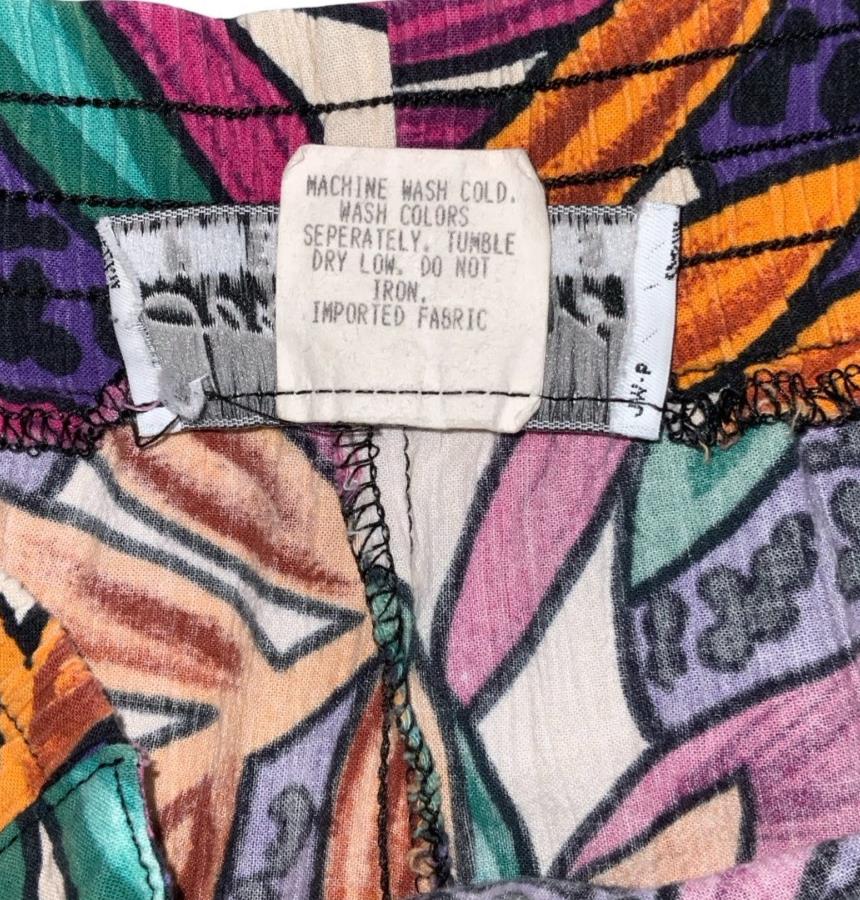 MACHINE WASH COLD.
WASH COLORS
SEPERATELY. TUMBLE
DRY LOW. DO NOT
IRON.
IMPORTED FABRIC